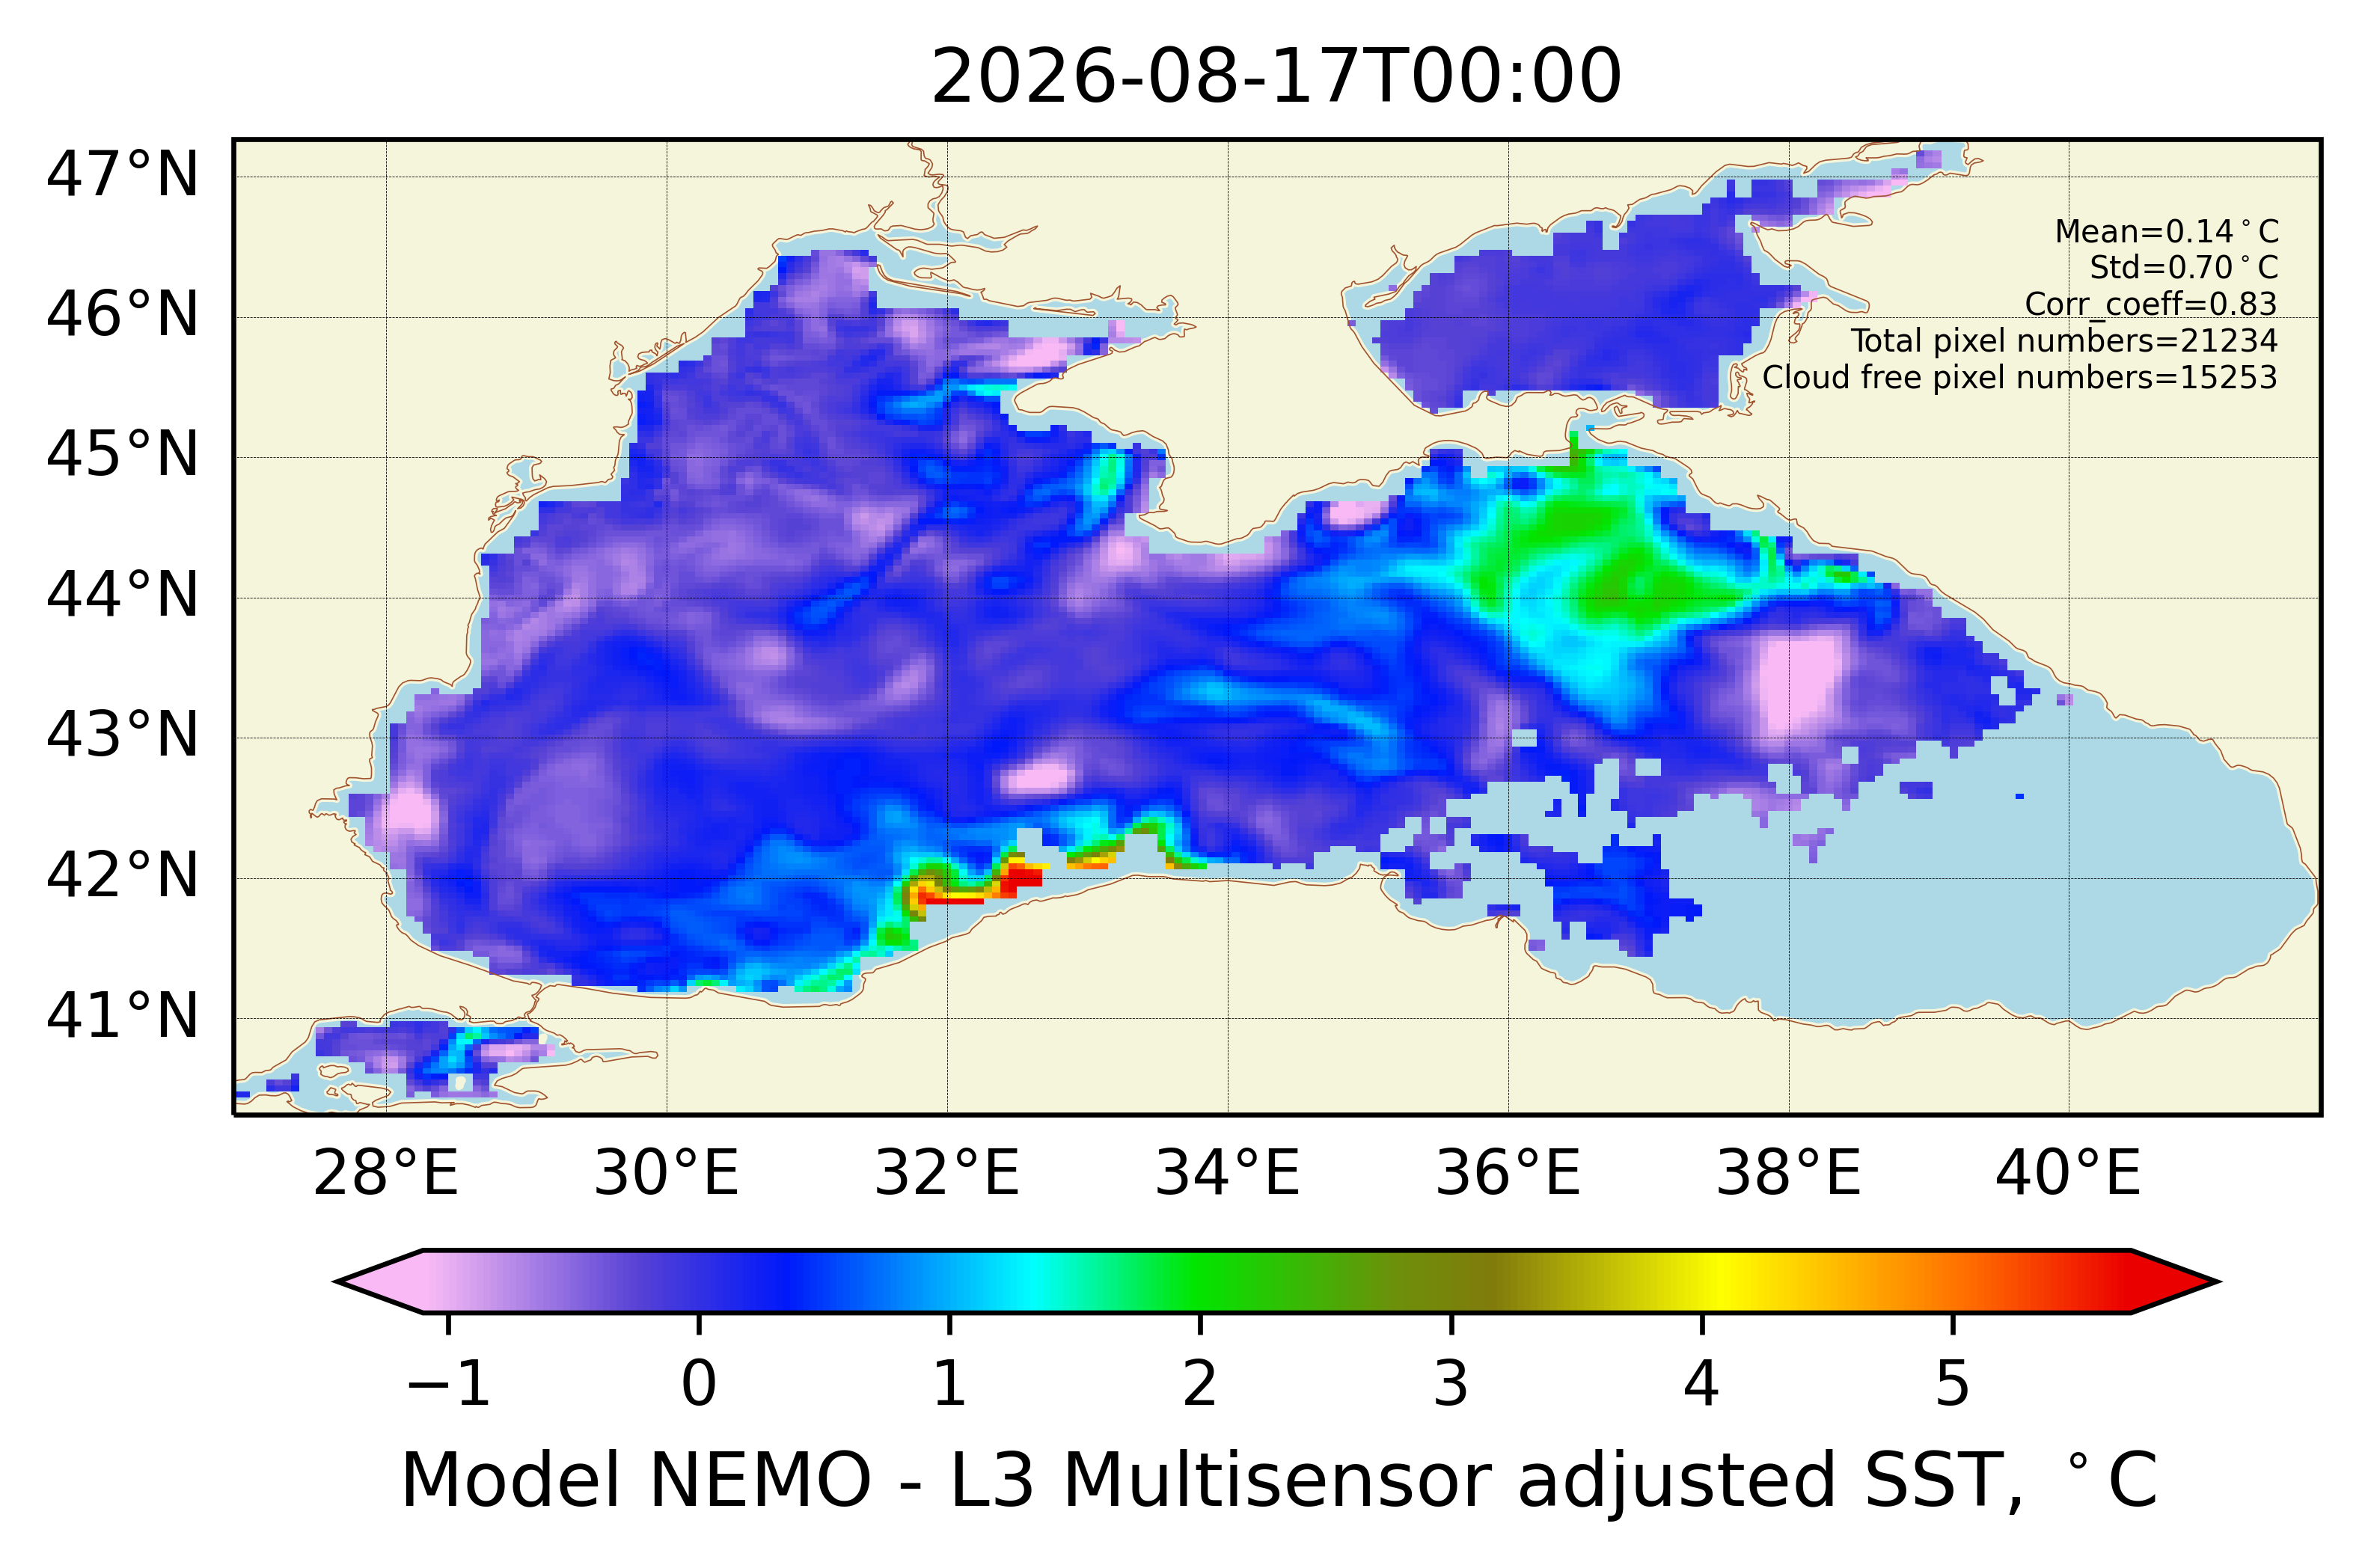 2026-08-17T00:00
47°N
46°N
45°N
44°N
43°N
42°N
41°N
Mean=0.14°C
Std=0.70°C
Corr_coeff=0.83
Total pixel numbers=21234
Cloud free pixel numbers=15253
28°E 30°E 32°E 34°E 36°E 38°E 40°E
−1 0 1 2 3 4 5
Model NEMO - L3 Multisensor adjusted SST, °C